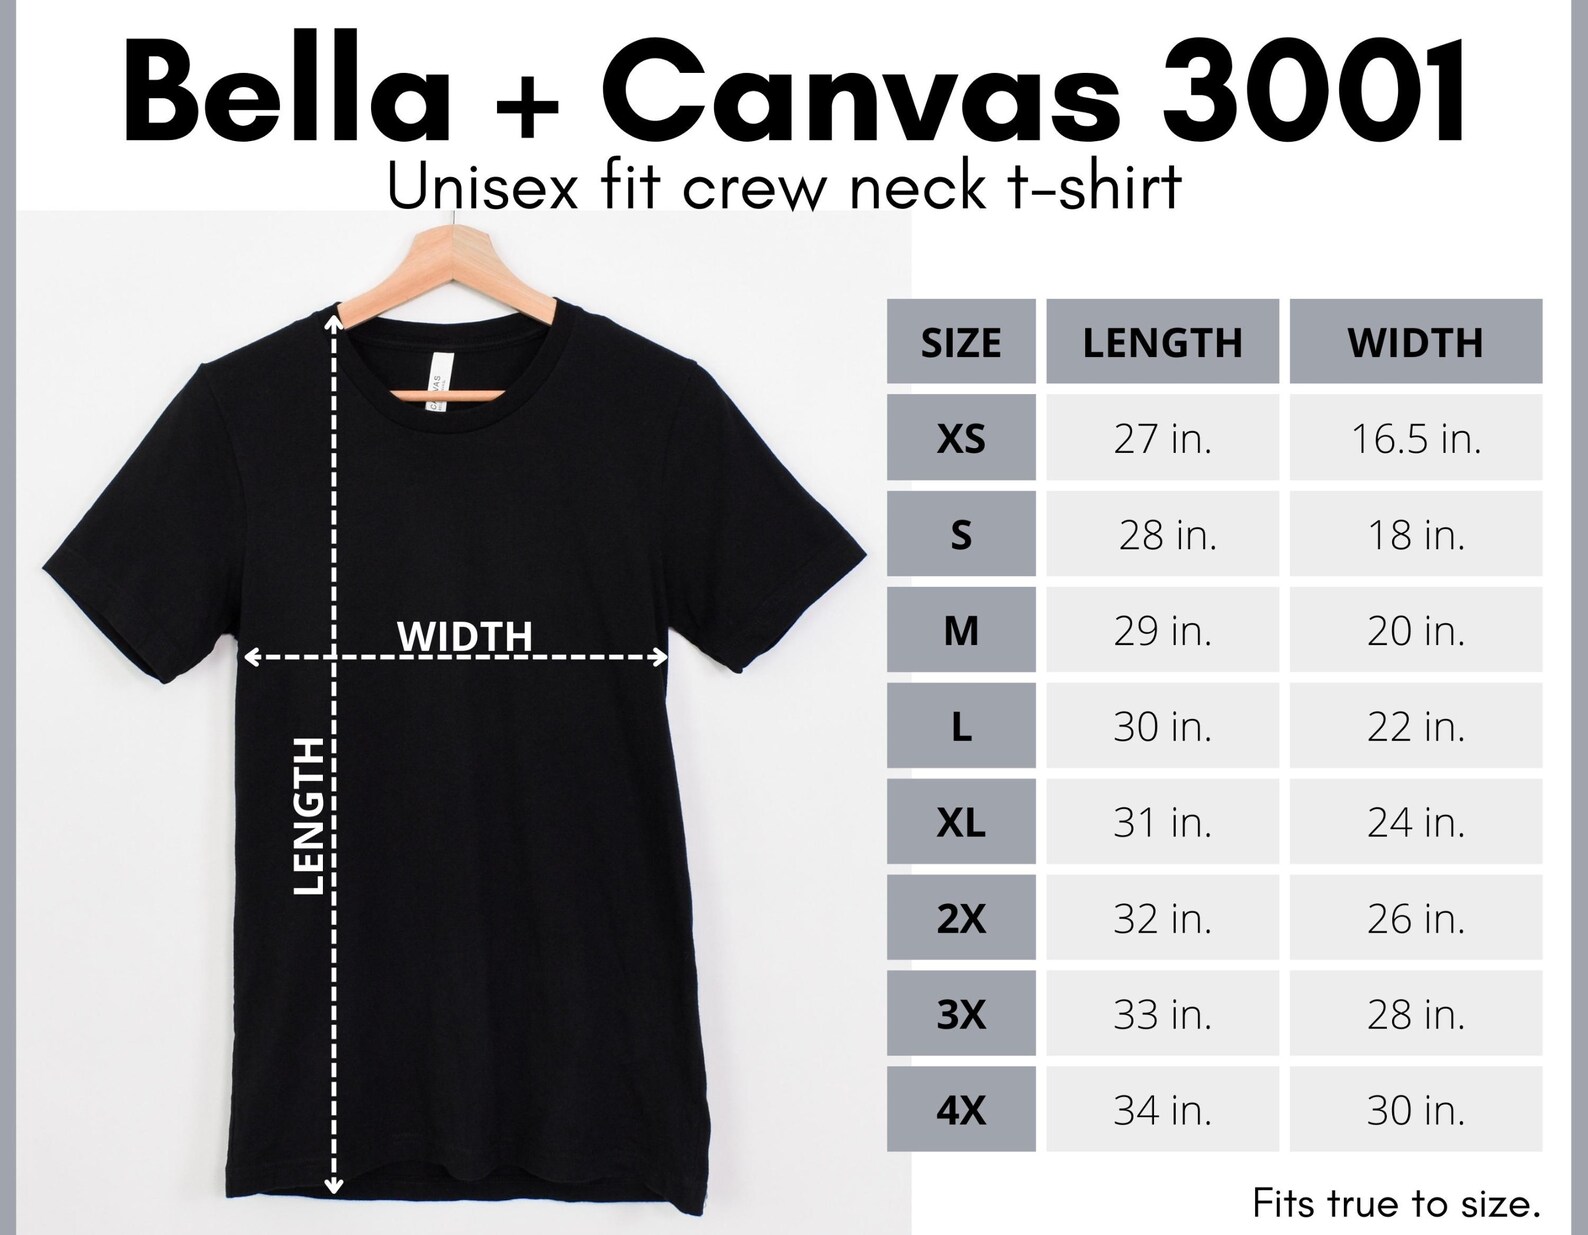 Bella + Canvas 3001
Unisex fit crew neck t-shirt
SIZE LENGTH WIDTH
XS 27 in. 16.5 in.
S 28 in. 18 in.
M 29 in. 20 in.
L 30 in. 22 in.
XL 31 in. 24 in.
2X 32 in. 26 in.
3X 33 in. 28 in.
4X 34 in. 30 in.
Fits true to size.
WIDTH
LENGTH